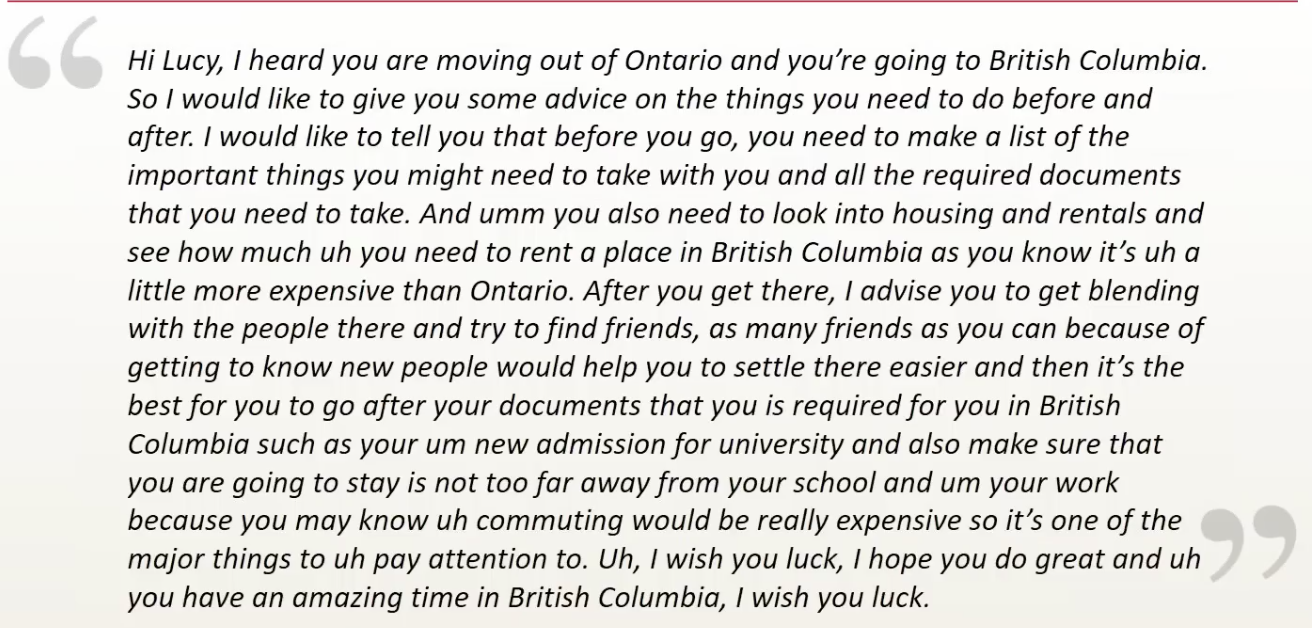 Hi Lucy, I heard you are moving out of Ontario and you’re going to British Columbia.
So I would like to give you some advice on the things you need to do before and
after. I would like to tell you that before you go, you need to make a list of the
important things you might need to take with you and all the required documents
that you need to take. And umm you also need to look into housing and rentals and
see how much uh you need to rent a place in British Columbia as you know it’s uh a
little more expensive than Ontario. After you get there, I advise you to get blending
with the people there and try to find friends, as many friends as you can because of
getting to know new people would help you to settle there easier and then it’s the
best for you to go after your documents that you is required for you in British
Columbia such as your um new admission for university and also make sure that
you are going to stay is not too far away from your school and um your work
because you may know uh commuting would be really expensive so it’s one of the
major things to uh pay attention to. Uh, I wish you luck, I hope you do great and uh
you have an amazing time in British Columbia, I wish you luck.